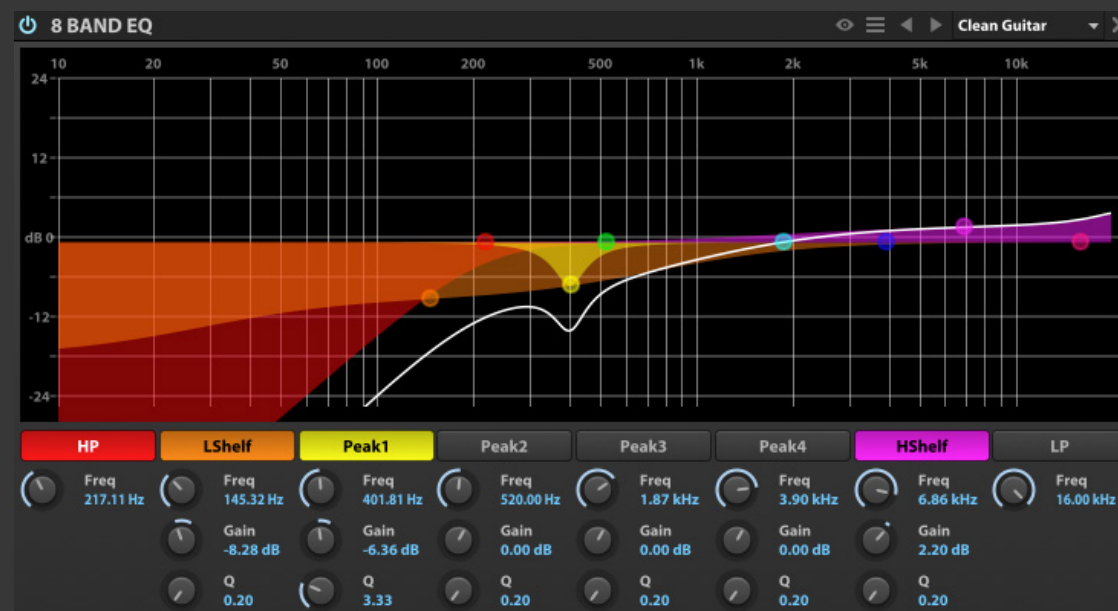 8 BAND EQ Clean Guitar
10 20 50 100 200 500 1k 2k 5k 10k
24
12
dB 0
-12
-24
HP LShelf Peak1 Peak2 Peak3 Peak4 HShelf LP
Freq Freq Freq Freq Freq Freq Freq Freq
217.11 Hz 145.32 Hz 401.81 Hz 520.00 Hz 1.87 kHz 3.90 kHz 6.86 kHz 16.00 kHz
Gain Gain Gain Gain Gain Gain
-8.28 dB -6.36 dB 0.00 dB 0.00 dB 0.00 dB 2.20 dB
Q Q Q Q Q Q
0.20 3.33 0.20 0.20 0.20 0.20